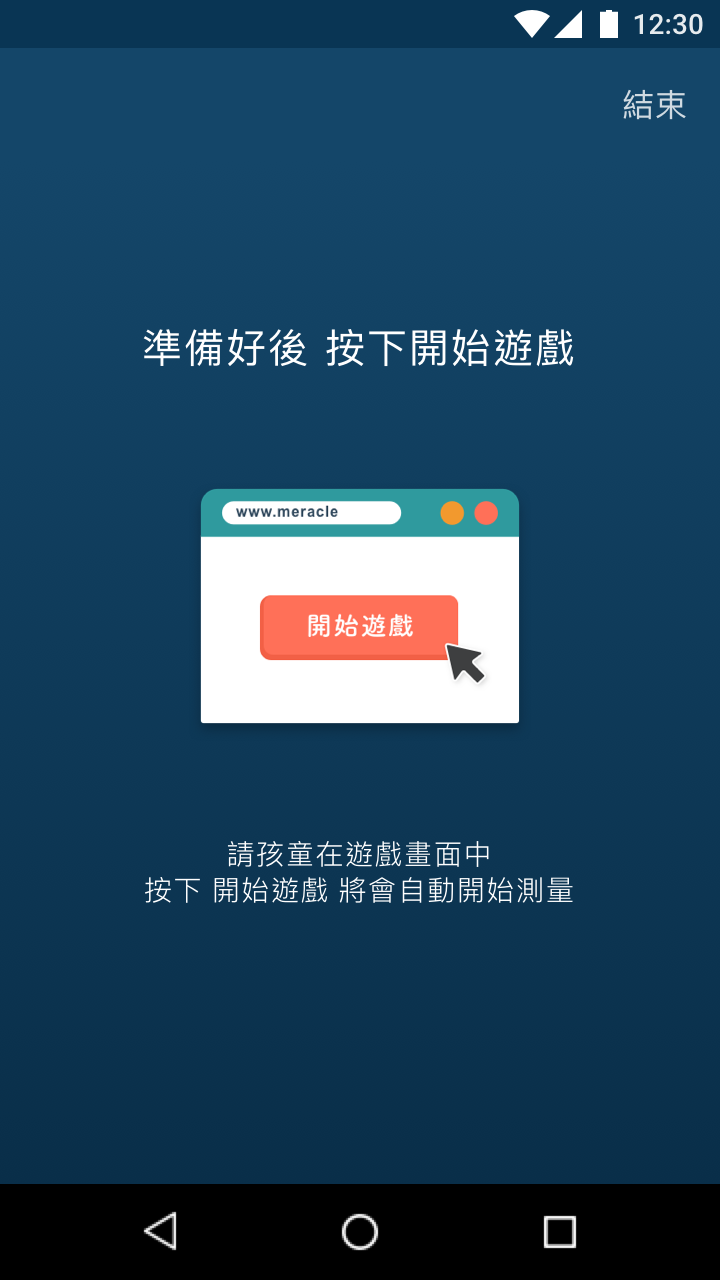 12:30
結束
準備好後 按下開始遊戲
www.meracle
開始遊戲
請孩童在遊戲畫面中
按下 開始遊戲 將會自動開始測量